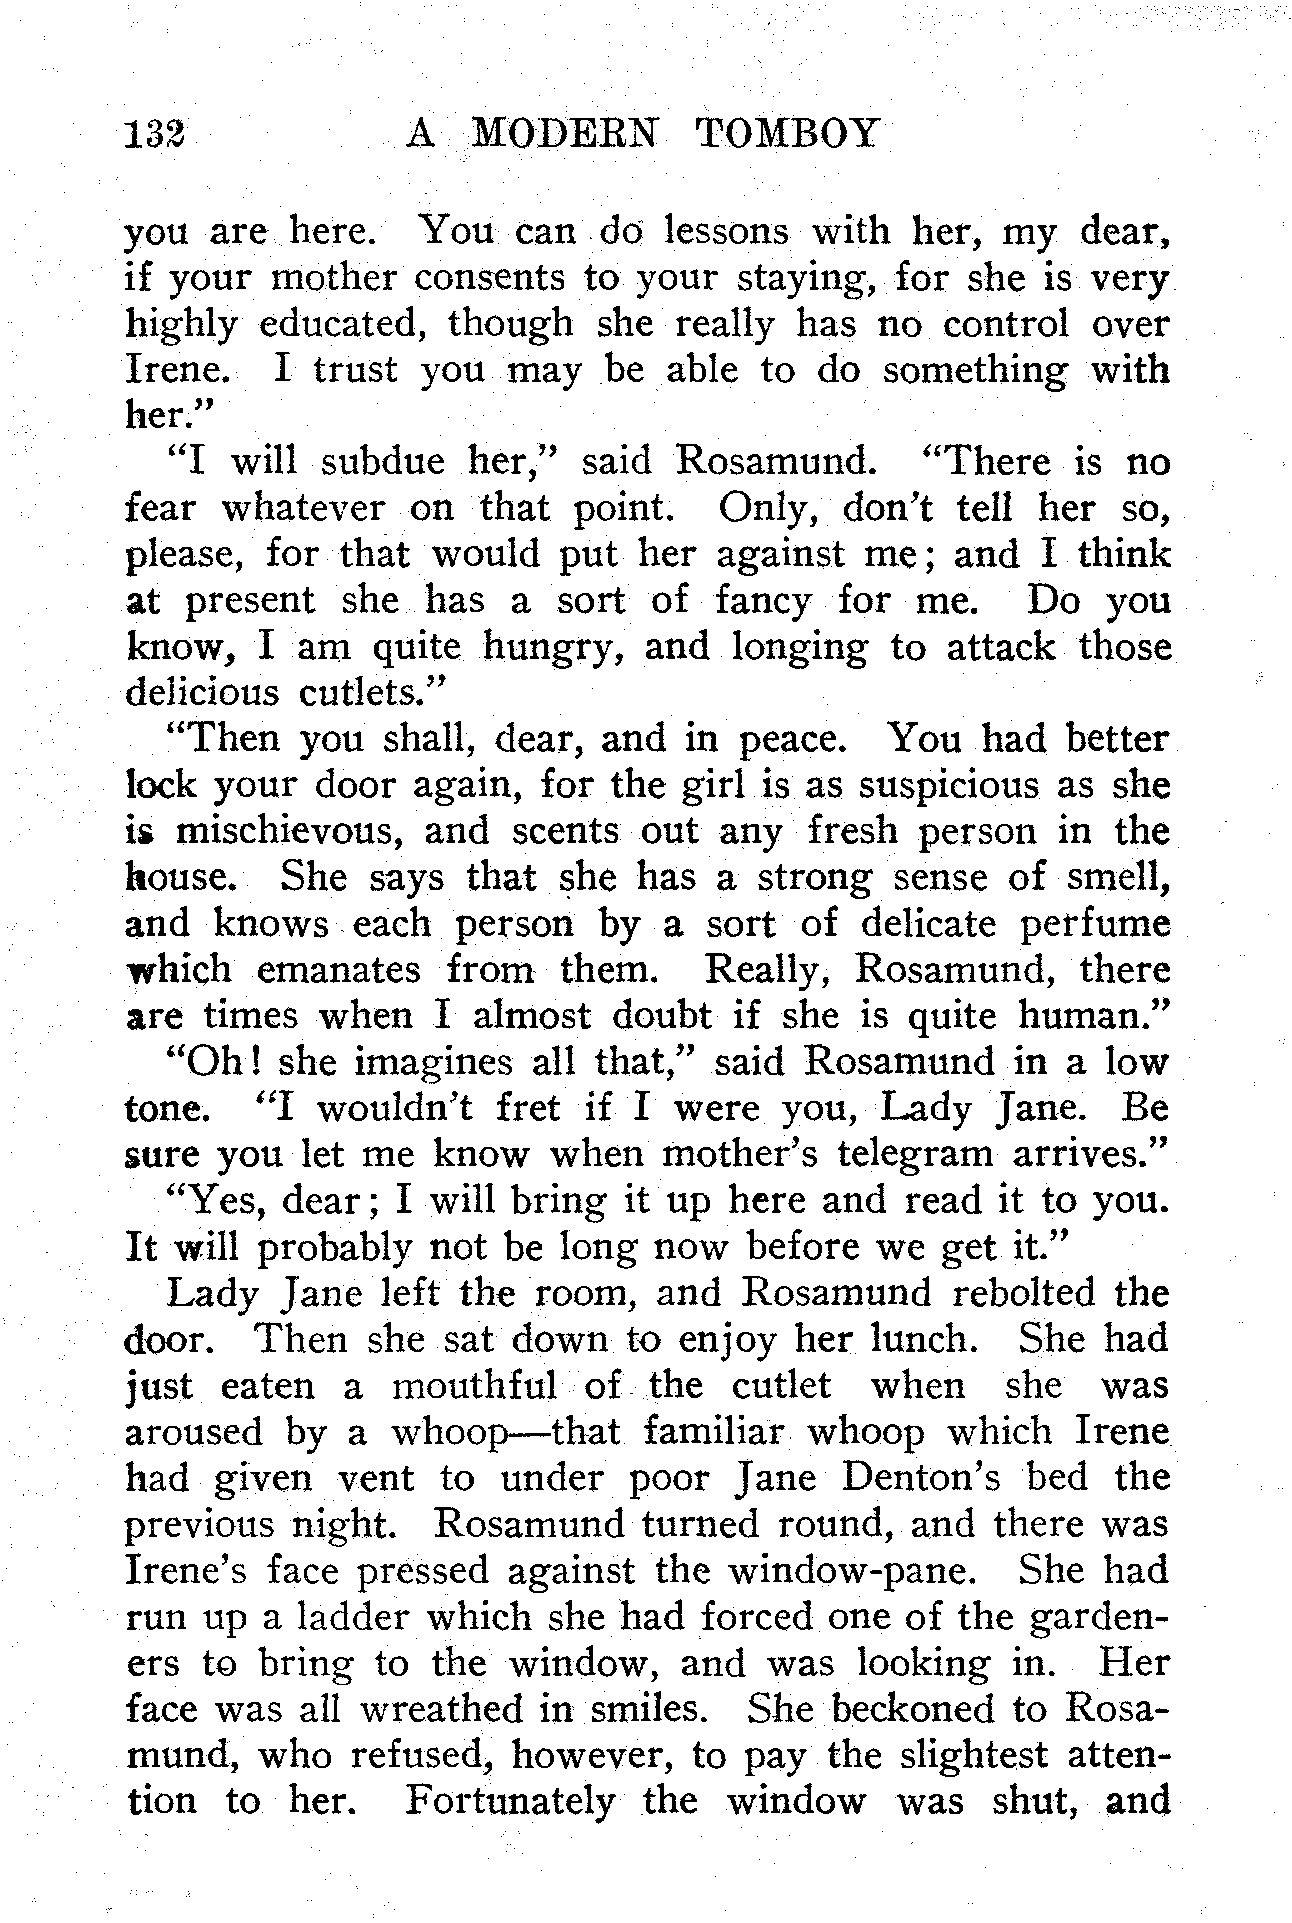 132 A MODERN TOMBOY
you are here. You can do lessons with her, my dear,
if your mother consents to your staying, for she is very
highly educated, though she really has no control over
Irene. I trust you may be able to do something with
her.”
“I will subdue her,” said Rosamund. “There is no
fear whatever on that point. Only, don’t tell her so,
please, for that would put her against me; and I think
at present she has a sort of fancy for me. Do you
know, I am quite hungry, and longing to attack those
delicious cutlets.”
“Then you shall, dear, and in peace. You had better
lock your door again, for the girl is as suspicious as she
is mischievous, and scents out any fresh person in the
house. She says that she has a strong sense of smell,
and knows each person by a sort of delicate perfume
which emanates from them. Really, Rosamund, there
are times when I almost doubt if she is quite human.”
“Oh! she imagines all that,” said Rosamund in a low
tone. “I wouldn’t fret if I were you, Lady Jane. Be
sure you let me know when mother’s telegram arrives.”
“Yes, dear; I will bring it up here and read it to you.
It will probably not be long now before we get it.”
Lady Jane left the room, and Rosamund rebolted the
door. Then she sat down to enjoy her lunch. She had
just eaten a mouthful of the cutlet when she was
aroused by a whoop—that familiar whoop which Irene
had given vent to under poor Jane Denton’s bed the
previous night. Rosamund turned round, and there was
Irene’s face pressed against the window-pane. She had
run up a ladder which she had forced one of the garden-
ers to bring to the window, and was looking in. Her
face was all wreathed in smiles. She beckoned to Rosa-
mund, who refused, however, to pay the slightest atten-
tion to her. Fortunately the window was shut, and